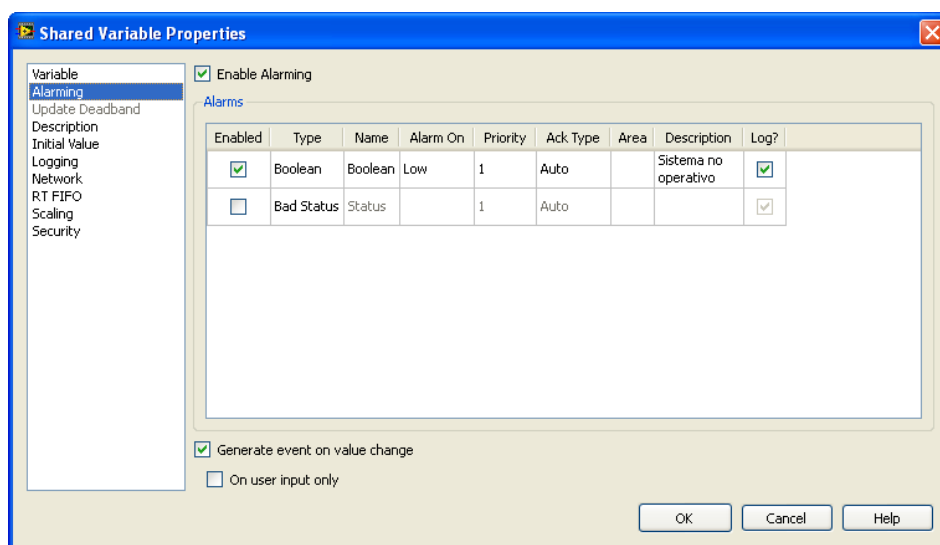 Shared Variable Properties
Variable
Alarming
Update Deadband
Description
Initial Value
Logging
Network
RT FIFO
Scaling
Security
Enable Alarming
Alarms
Enabled Type Name Alarm On Priority Ack Type Area Description Log?
Boolean Boolean Low 1 Auto Sistema no
operativo
Bad Status Status 1 Auto
Generate event on value change
On user input only
OK Cancel Help